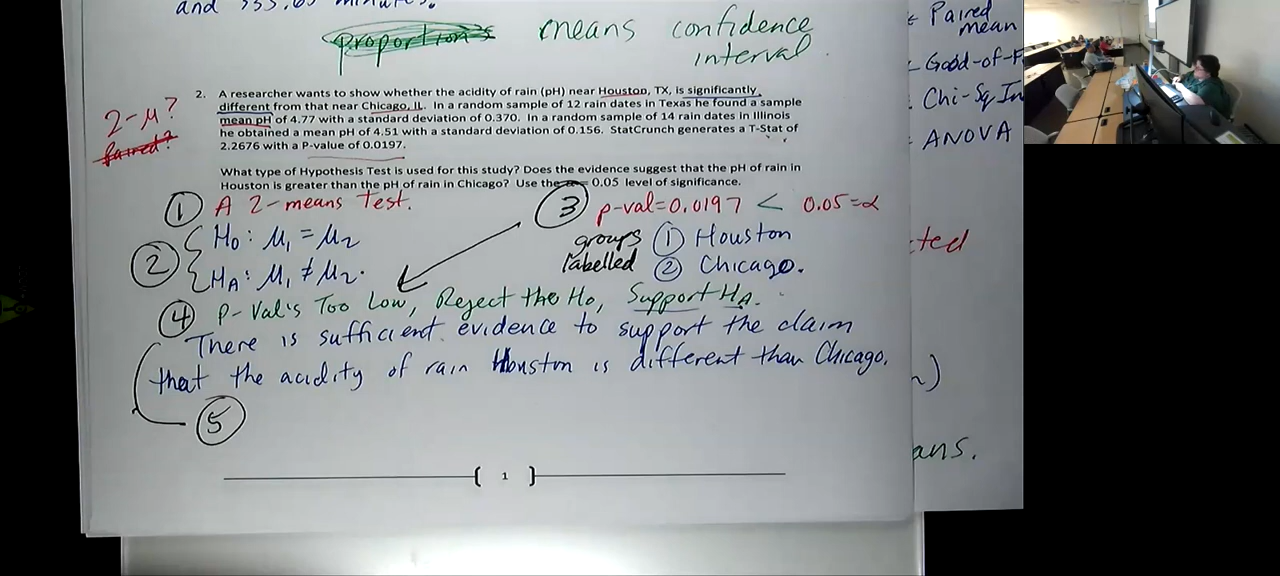 and 335.65 minutes.
proportions means confidence
interval
2. A researcher wants to show whether the acidity of rain (pH) near Houston, TX, is significantly
different from that near Chicago, IL. In a random sample of 12 rain dates in Texas he found a sample
mean pH of 4.77 with a standard deviation of 0.370. In a random sample of 14 rain dates in Illinois
he obtained a mean pH of 4.51 with a standard deviation of 0.156. StatCrunch generates a T-Stat of
2.2676 with a P-value of 0.0197.
2-μ?
Paired?
What type of Hypothesis Test is used for this study? Does the evidence suggest that the pH of rain in
Houston is greater than the pH of rain in Chicago? Use the 0.05 level of significance.
① A 2-means Test.
② H0: μ1 = μ2
HA: μ1 ≠ μ2.
③ p-val=0.0197 < 0.05=α
groups labelled ① Houston
② Chicago.
④ P-Val's Too Low, Reject the Ho, Support HA.
There is sufficient evidence to support the claim
that the acidity of rain Houston is different than Chicago.
⑤
{ 1 }
Paired
mean
Good-of-F
Chi-Sq In
ANOVA
cted
n)
ans.